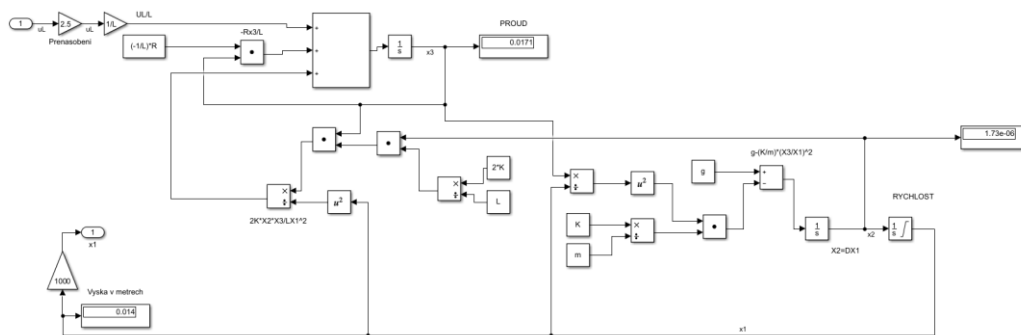 1
uL
2.5
Prenasobeni
uL
1/L
UL/L
(-1/L)*R
-Rx3/L
+
+
+
1
s
x3
PROUD
0.0171
1.73e-06
2*K
L
×
÷
×
÷
u²
2K*X2*X3/LX1^2
×
÷
u²
K
m
×
÷
g-(K/m)*(X3/X1)^2
g
+
−
1
s
X2=DX1
x2
RYCHLOST
1
s
1
x1
1000
Vyska v metrech
0.014
x1